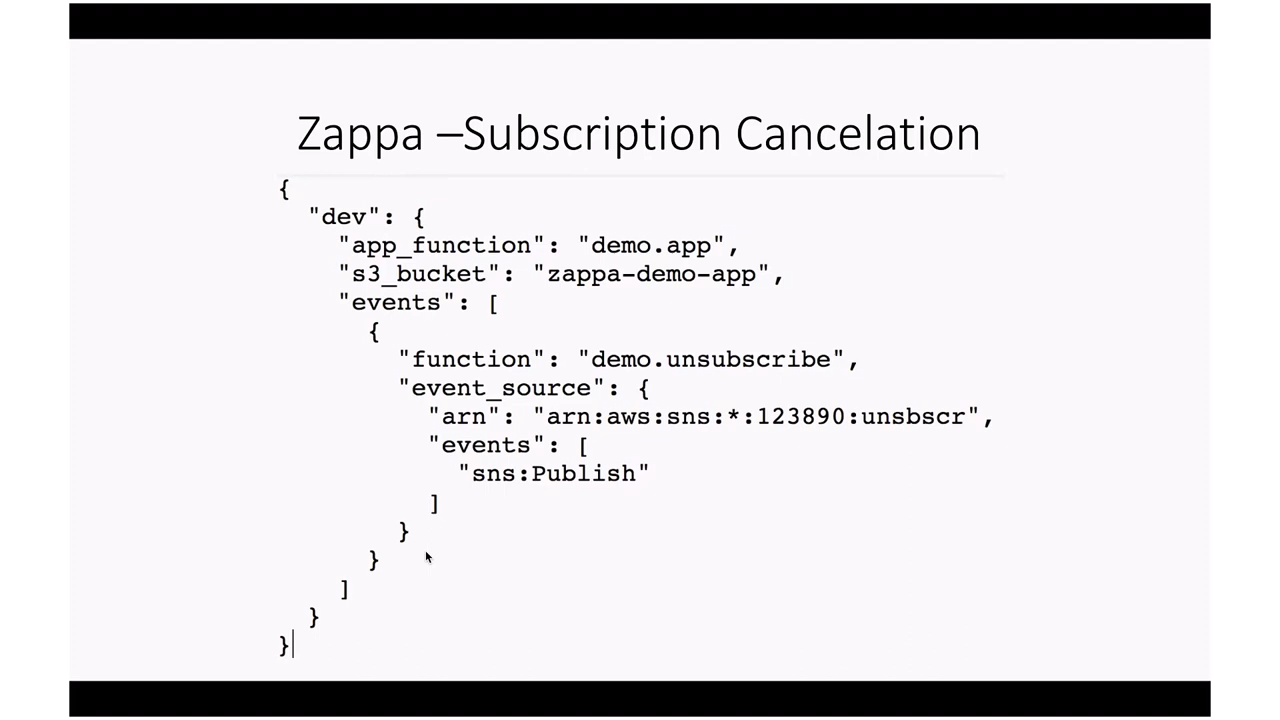 Zappa –Subscription Cancelation
{
"dev": {
"app_function": "demo.app",
"s3_bucket": "zappa-demo-app",
"events": [
{
"function": "demo.unsubscribe",
"event_source": {
"arn": "arn:aws:sns:*:123890:unsbscr",
"events": [
"sns:Publish"
]
}
}
]
}
}